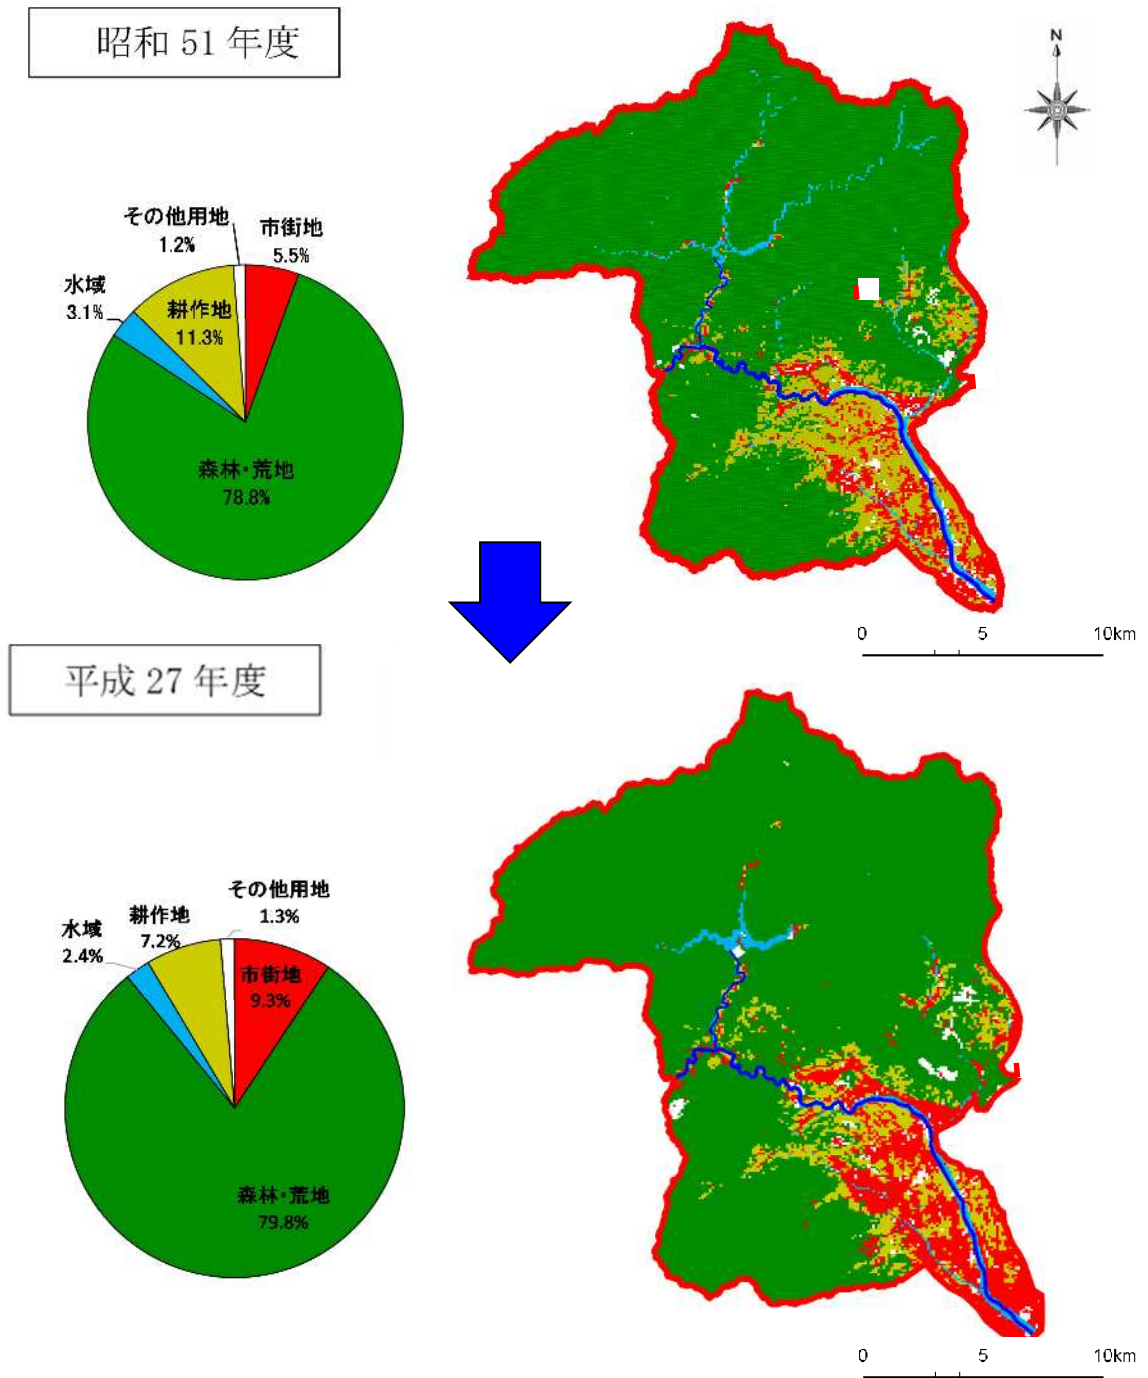 昭和 51 年度
N
その他用地
1.2%
市街地
5.5%
水域
3.1%
耕作地
11.3%
森林・荒地
78.8%
0 5 10km
平成 27 年度
その他用地
1.3%
耕作地
7.2%
水域
2.4%
市街地
9.3%
森林・荒地
79.8%
0 5 10km